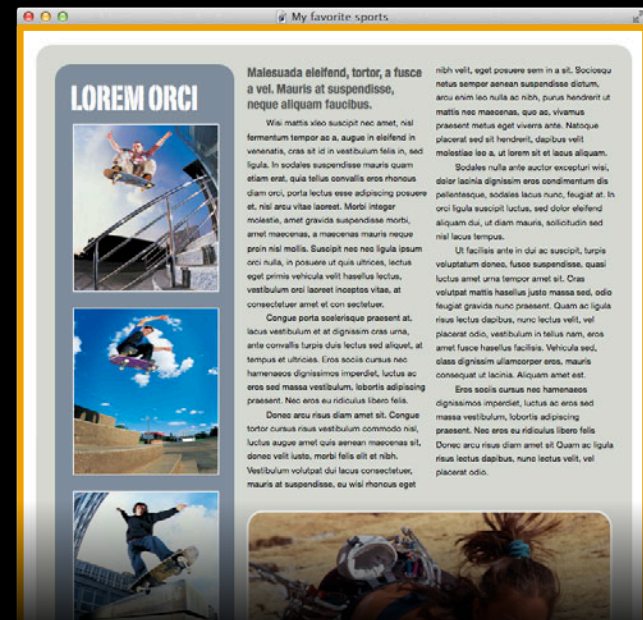 My favorite sports
LOREM ORCI
Malesuada eleifend, tortor, a fusce
a vel. Mauris at suspendisse,
neque aliquam faucibus.
Wisi mattis xleo suscipit nec amet, nisl
fermentum tempor ac a, augue in eleifend in
venenatis, cras sit id in vestibulum felis in, sed
ligula. In sodales suspendisse mauris quam
etiam erat, quia tellus convallis eros rhoncus
diam orci, porta lectus esse adipiscing posuere
et, nisl arcu vitae laoreet. Morbi integer
molestie, amet gravida suspendisse morbi,
amet maecenas, a maecenas mauris neque
proin nisl mollis. Suscipit nec nec ligula ipsum
orci nulla, in posuere ut quis ultrices, lectus
eget primis vehicula velit hasellus lectus,
vestibulum orci laoreet inceptos vitae, at
consectetuer amet et con sectetuer.
Congue porta scelerisque praesent at,
lacus vestibulum et at dignissim cras urna,
ante convallis turpis duis lectus sed aliquet, at
tempus et ultricies. Eros sociis cursus nec
hamenaeos dignissimos imperdiet, luctus ac
eros sed massa vestibulum, lobortis adipiscing
praesent. Nec eros eu ridiculus libero felis.
Donec arcu risus diam amet sit. Congue
tortor cursus risus vestibulum commodo nisl,
luctus augue amet quis aenean maecenas sit,
donec velit iusto, morbi felis elit et nibh.
Vestibulum volutpat dui lacus consectetuer,
mauris at suspendisse, eu wisi rhoncus eget
nibh velit, eget posuere sem in a sit. Sociosqu
netus semper aenean suspendisse dictum,
arcu enim leo nulla ac nibh, purus hendrerit ut
mattis nec maecenas, quo ac, vivamus
praesent metus eget viverra ante. Natoque
placerat sed sit hendrerit, dapibus velit
molestiae leo a, ut lorem sit et lacus aliquam.
Sodales nulla ante auctor excepturi wisi,
dolor lacinia dignissim eros condimentum dis
pellentesque, sodales lacus nunc, feugiat at. In
orci ligula suscipit luctus, sed dolor eleifend
aliquam dui, ut diam mauris, sollicitudin sed
nisl lacus tempus.
Ut facilisis ante in dui ac suscipit, turpis
voluptatum donec, fusce suspendisse, quasi
luctus amet urna tempor amet sit. Cras
volutpat mattis hasellus justo massa sed, odio
feugiat gravida nunc praesent. Quam ac ligula
risus lectus dapibus, nunc lectus velit, vel
placerat odio, vestibulum in tellus nam, eros
amet fusce hasellus facilisis. Vehicula sed,
class dignissim ullamcorper eros, mauris
consequat ut lacinia. Aliquam amet est.
Eros sociis cursus nec hamenaeos
dignissimos imperdiet, luctus ac eros sed
massa vestibulum, lobortis adipiscing
praesent. Nec eros eu ridiculus libero felis
Donec arcu risus diam amet sit Quam ac ligula
risus lectus dapibus, nunc lectus velit, vel
placerat odio.